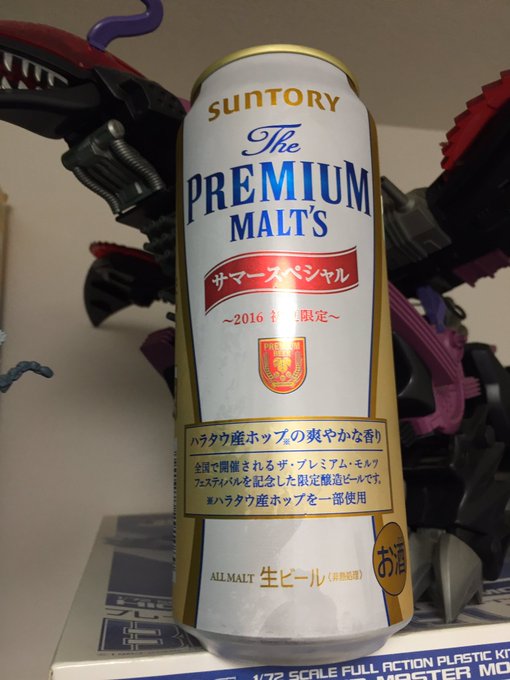 SUNTORY
The
PREMIUM
MALT'S
サマースペシャル
～2016 限定～
PREMIUM
BEER
ハラタウ産ホップ※の爽やかな香り
全国で開催されるザ・プレミアム・モルツ
フェスティバルを記念した限定醸造ビールです。
※ハラタウ産ホップを一部使用
お酒
ALL MALT 生ビール(非熱処理)
1/72 SCALE FULL ACTION PLASTIC KI
MASTER MO